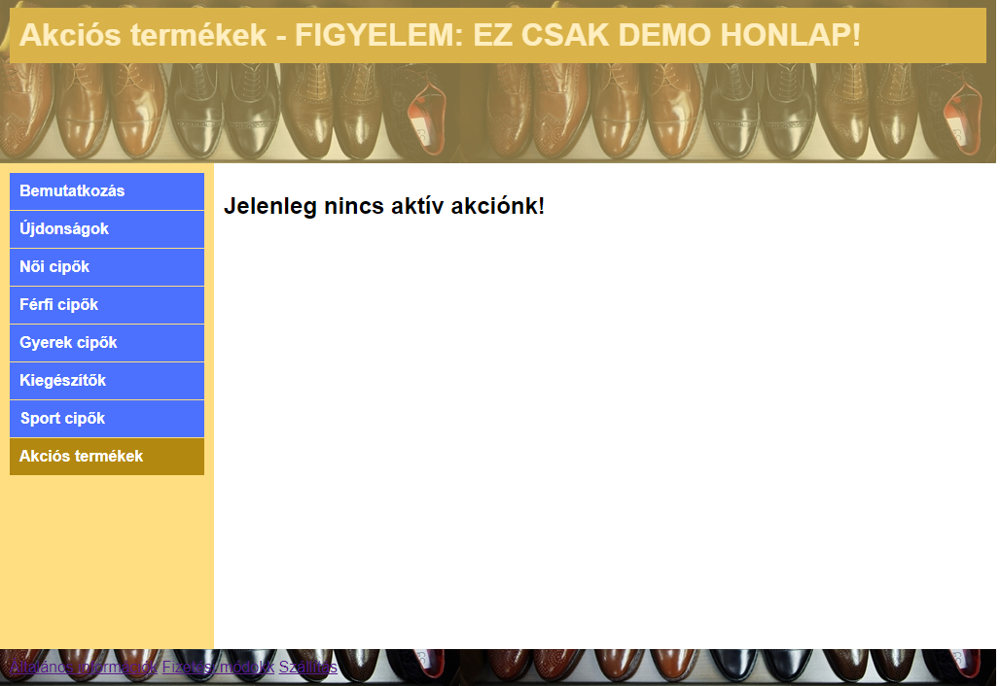 Akciós termékek - FIGYELEM: EZ CSAK DEMO HONLAP!
Bemutatkozás
Újdonságok
Női cipők
Férfi cipők
Gyerek cipők
Kiegészítők
Sport cipők
Akciós termékek
Jelenleg nincs aktív akciónk!
Általános információk Fizetési módokk Szállítás